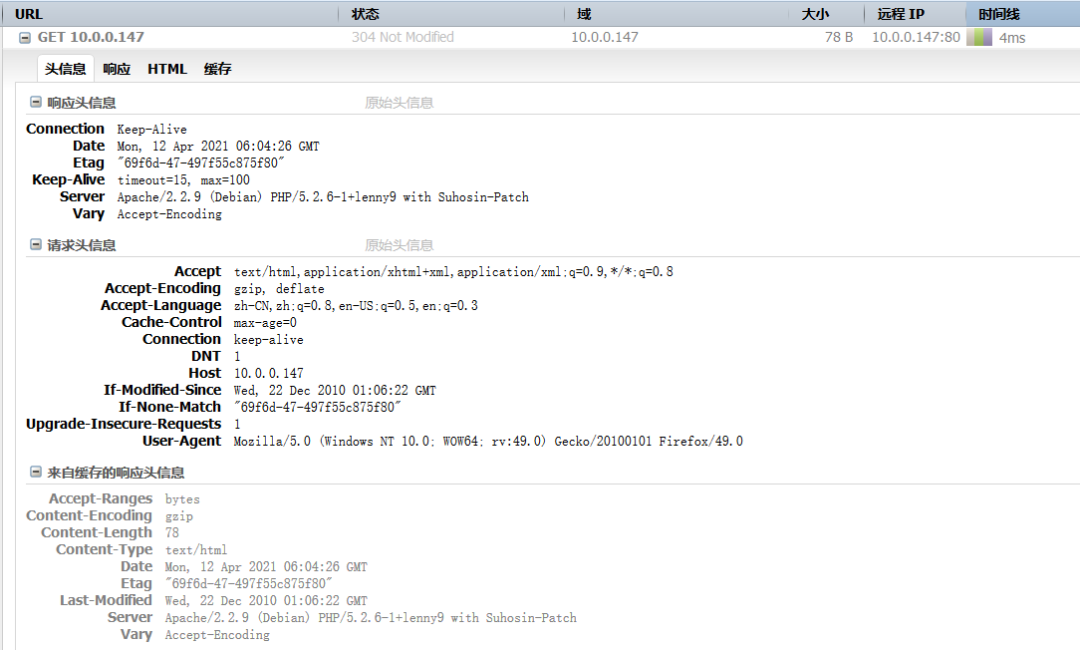 URL 状态 域 大小 远程 IP 时间线
GET 10.0.0.147 304 Not Modified 10.0.0.147 78 B 10.0.0.147:80 4ms
头信息 响应 HTML 缓存
响应头信息 原始头信息
Connection Keep-Alive
Date Mon, 12 Apr 2021 06:04:26 GMT
Etag "69f6d-47-497f55c875f80"
Keep-Alive timeout=15, max=100
Server Apache/2.2.9 (Debian) PHP/5.2.6-1+lenny9 with Suhosin-Patch
Vary Accept-Encoding
请求头信息 原始头信息
Accept text/html,application/xhtml+xml,application/xml;q=0.9,*/*;q=0.8
Accept-Encoding gzip, deflate
Accept-Language zh-CN,zh;q=0.8,en-US;q=0.5,en;q=0.3
Cache-Control max-age=0
Connection keep-alive
DNT 1
Host 10.0.0.147
If-Modified-Since Wed, 22 Dec 2010 01:06:22 GMT
If-None-Match "69f6d-47-497f55c875f80"
Upgrade-Insecure-Requests 1
User-Agent Mozilla/5.0 (Windows NT 10.0; WOW64; rv:49.0) Gecko/20100101 Firefox/49.0
来自缓存的响应头信息
Accept-Ranges bytes
Content-Encoding gzip
Content-Length 78
Content-Type text/html
Date Mon, 12 Apr 2021 06:04:26 GMT
Etag "69f6d-47-497f55c875f80"
Last-Modified Wed, 22 Dec 2010 01:06:22 GMT
Server Apache/2.2.9 (Debian) PHP/5.2.6-1+lenny9 with Suhosin-Patch
Vary Accept-Encoding